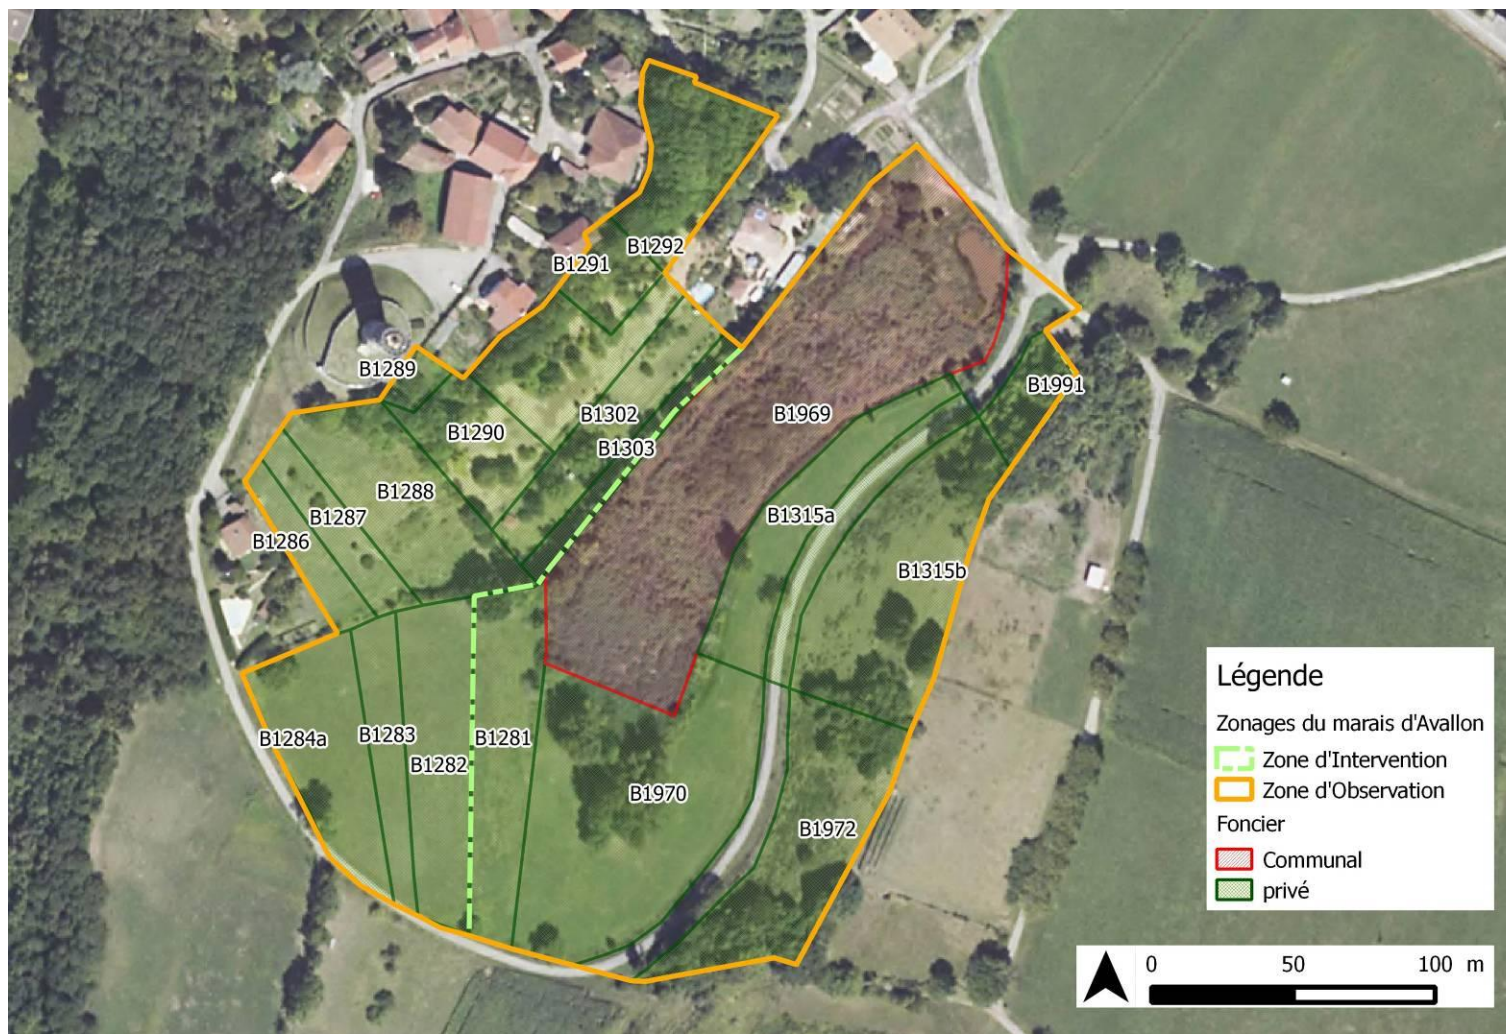 B1292
B1291
B1289
B1991
B1302
B1969
B1290
B1303
B1288
B1287
B1315a
B1286
B1315b
B1283
B1281
B1284a
B1282
B1970
B1972
Légende
Zonages du marais d'Avallon
Zone d'Intervention
Zone d'Observation
Foncier
Communal
privé
0 50 100 m